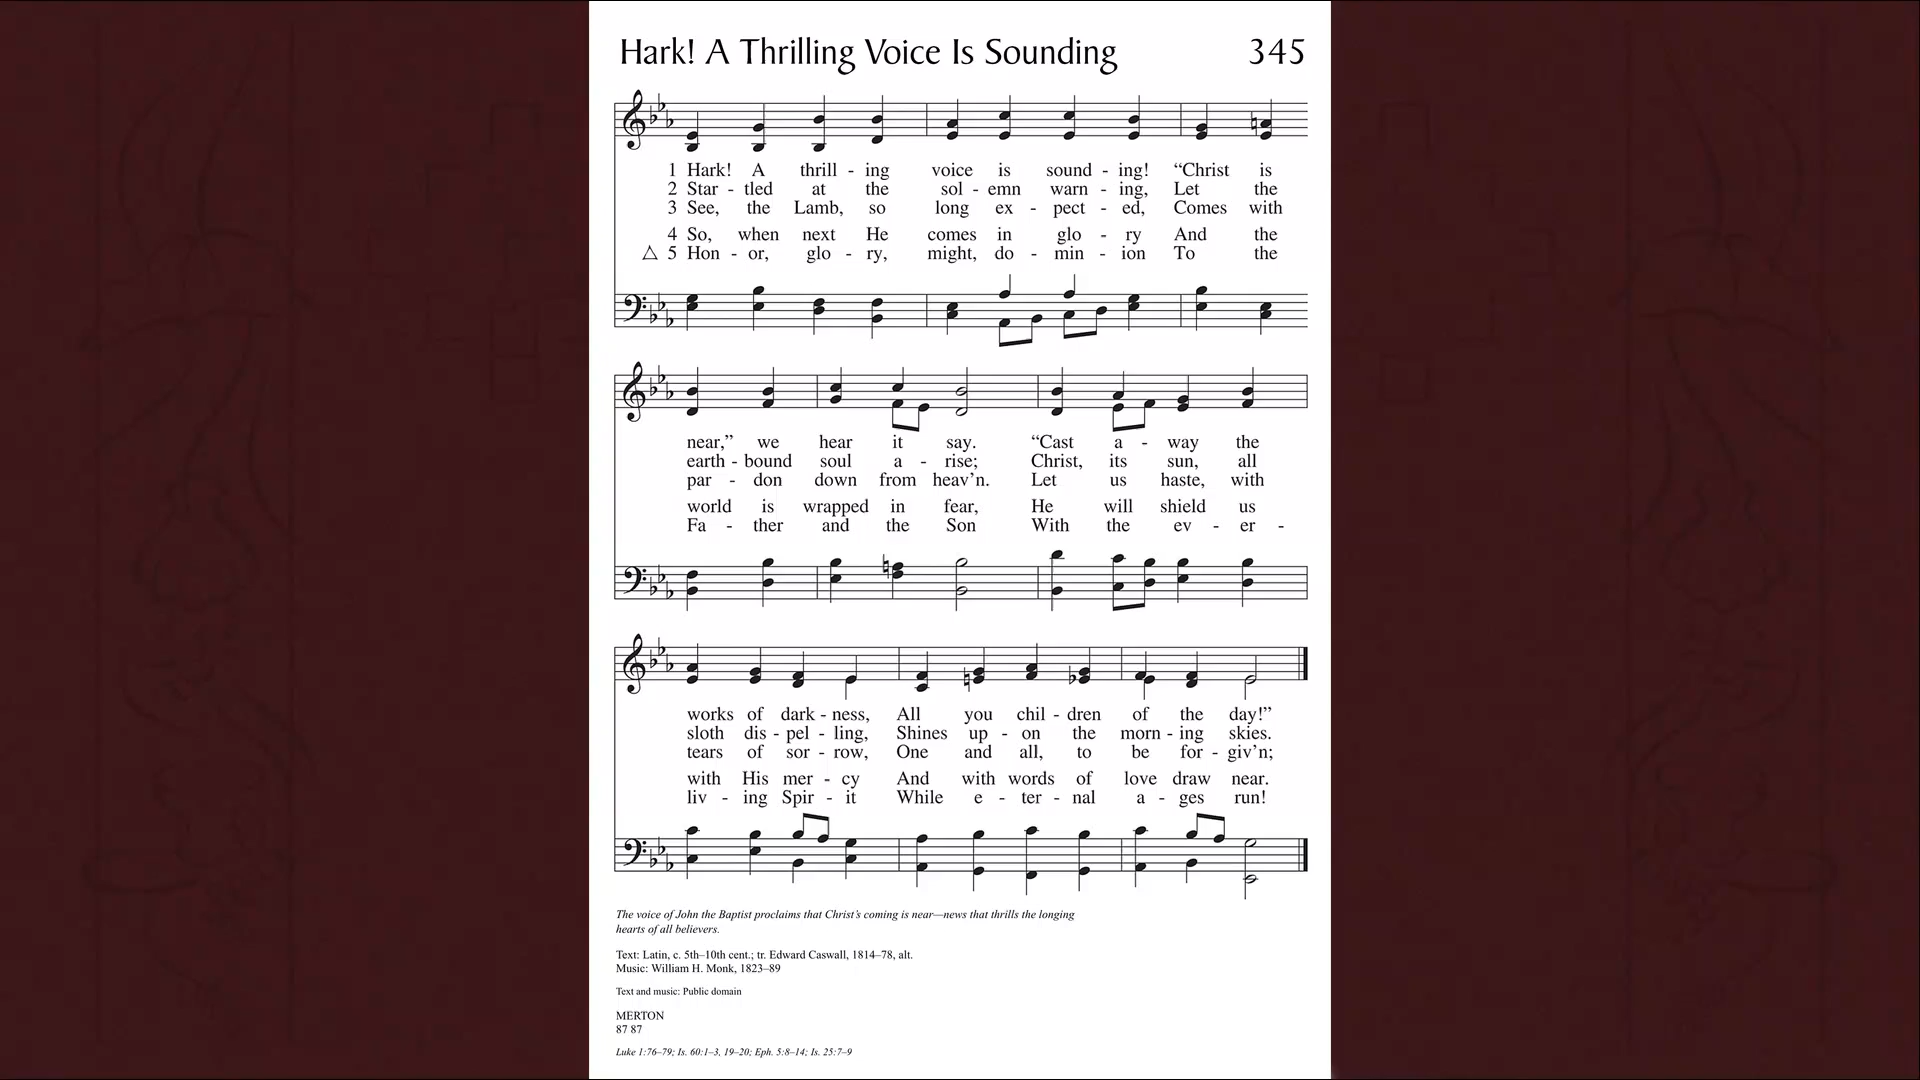 Hark! A Thrilling Voice Is Sounding 345
1 Hark! A thrill - ing voice is sound - ing! “Christ is
2 Star - tled at the sol - emn warn - ing, Let the
3 See, the Lamb, so long ex - pect - ed, Comes with
4 So, when next He comes in glo - ry And the
△ 5 Hon - or, glo - ry, might, do - min - ion To the
near,” we hear it say. “Cast a - way the
earth - bound soul a - rise; Christ, its sun, all
par - don down from heav’n. Let us haste, with
world is wrapped in fear, He will shield us
Fa - ther and the Son With the ev - er -
works of dark - ness, All you chil - dren of the day!”
sloth dis - pel - ling, Shines up - on the morn - ing skies.
tears of sor - row, One and all, to be for - giv’n;
with His mer - cy And with words of love draw near.
liv - ing Spir - it While e - ter - nal a - ges run!
The voice of John the Baptist proclaims that Christ’s coming is near—news that thrills the longing
hearts of all believers.
Text: Latin, c. 5th–10th cent.; tr. Edward Caswall, 1814–78, alt.
Music: William H. Monk, 1823–89
Text and music: Public domain
MERTON
87 87
Luke 1:76–79; Is. 60:1–3, 19–20; Eph. 5:8–14; Is. 25:7–9